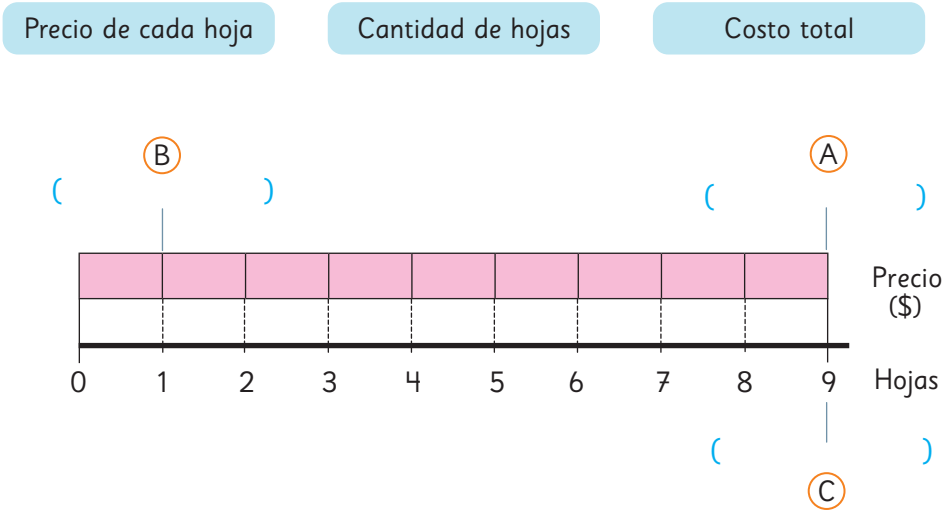 Precio de cada hoja Cantidad de hojas Costo total
B A
( ) ( )
Precio
($)
0 1 2 3 4 5 6 7 8 9 Hojas
( )
C